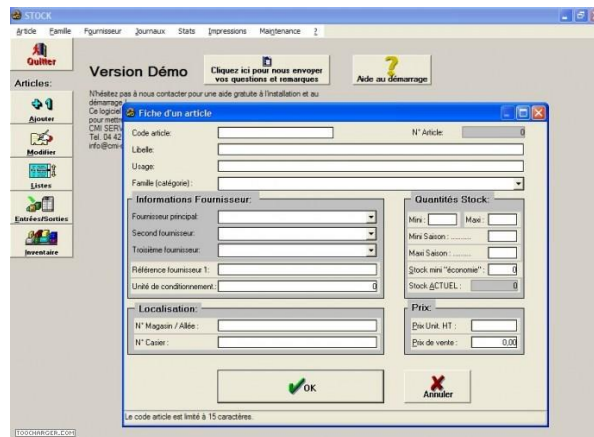 STOCK
Article Famille Fournisseur Journaux Stats Impressions Maintenance ?
Quitter
Articles:
Ajouter
Modifier
Listes
Entrées/Sorties
Inventaire
Version Démo
Cliquez ici pour nous envoyer
vos questions et remarques
Aide au démarrage
N'hésitez pas à nous contacter pour une aide gratuite à l'installation et au
démarrage
Ce logiciel
pour mettre
CMI SERV
Tel. 04 42
Fiche d'un article
Code article:
N° Article: 0
Libelle:
Usage:
Famille (catégorie) :
Informations Fournisseur:
Fournisseur principal:
Second fournisseur:
Troisième fournisseur:
Référence fournisseur 1:
Unité de conditionnement.: 0
Quantités Stock:
Mini : Maxi :
Mini Saison : .........
Maxi Saison : ........
Stock mini "économie" : 0
Stock ACTUEL : 0
Localisation:
N° Magasin / Allée :
N° Casier :
Prix:
Prix Unit. HT :
Prix de vente : 0,00
OK
Annuler
Le code article est limité à 15 caractères.
TOOCHARGER.COM